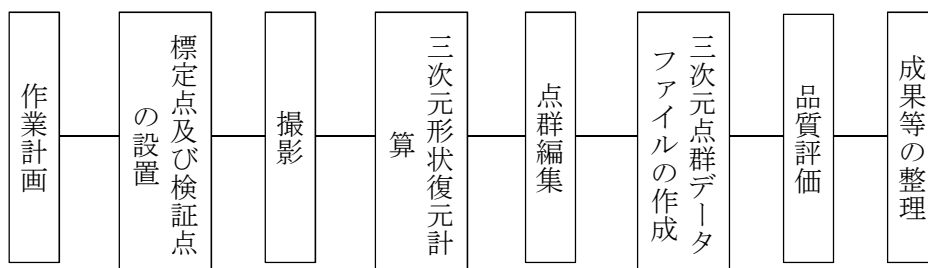 作業計画
標定点及び検証点
の設置
撮影
三次元形状復元計
算
点群編集
三次元点群データ
ファイルの作成
品質評価
成果等の整理